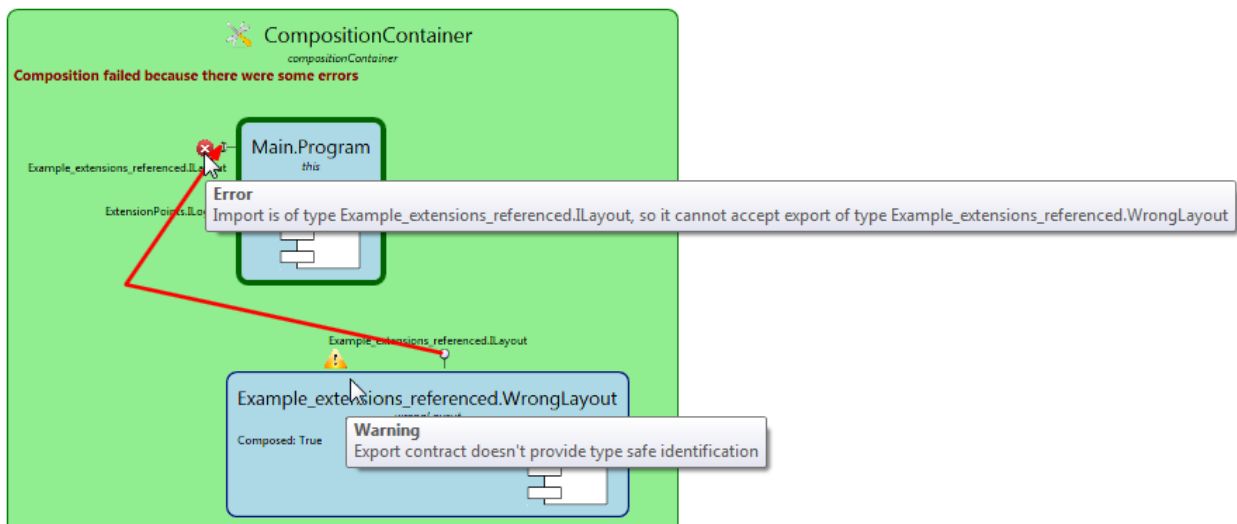 CompositionContainer
compositionContainer
Composition failed because there were some errors
Main.Program
this
Example_extensions_referenced.ILayout
Error
Import is of type Example_extensions_referenced.ILayout, so it cannot accept export of type Example_extensions_referenced.WrongLayout
Example_extensions_referenced.ILayout
Example_extensions_referenced.WrongLayout
wrongLayout
Composed: True
Warning
Export contract doesn't provide type safe identification